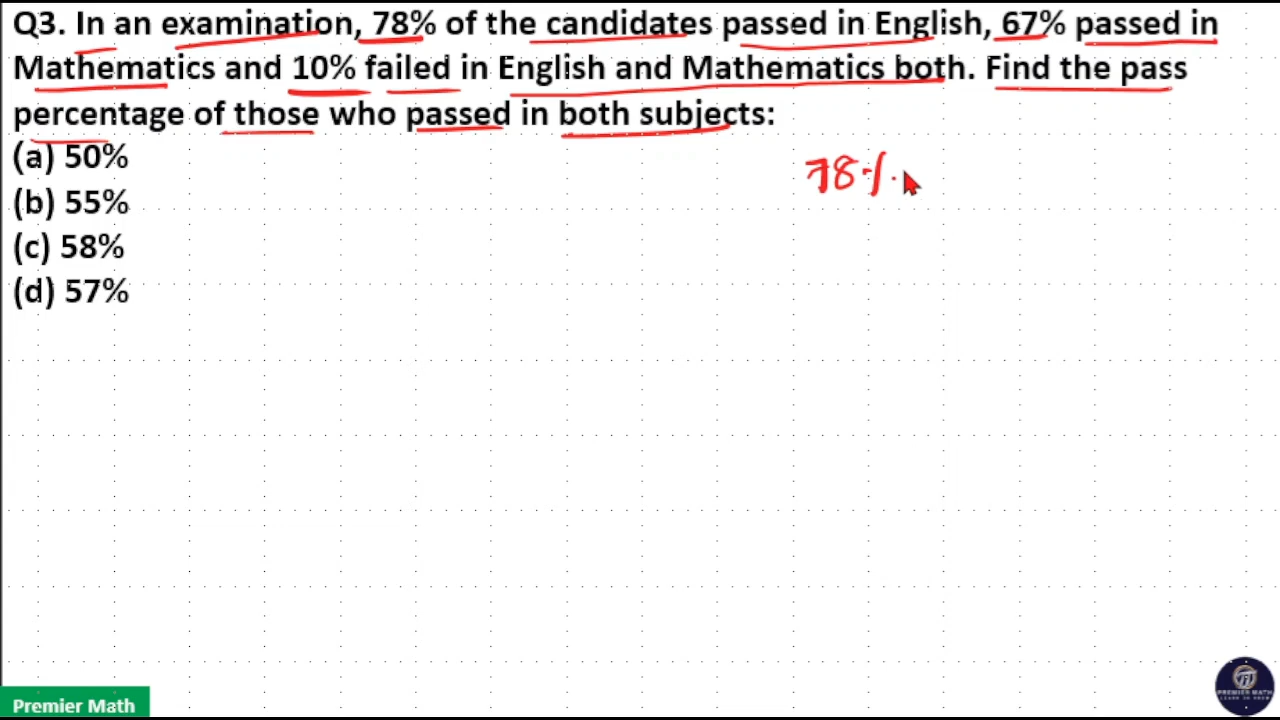 Q3. In an examination, 78% of the candidates passed in English, 67% passed in
Mathematics and 10% failed in English and Mathematics both. Find the pass
percentage of those who passed in both subjects:
(a) 50%
(b) 55%
(c) 58%
(d) 57%
78%
Premier Math
PREMIER MATH